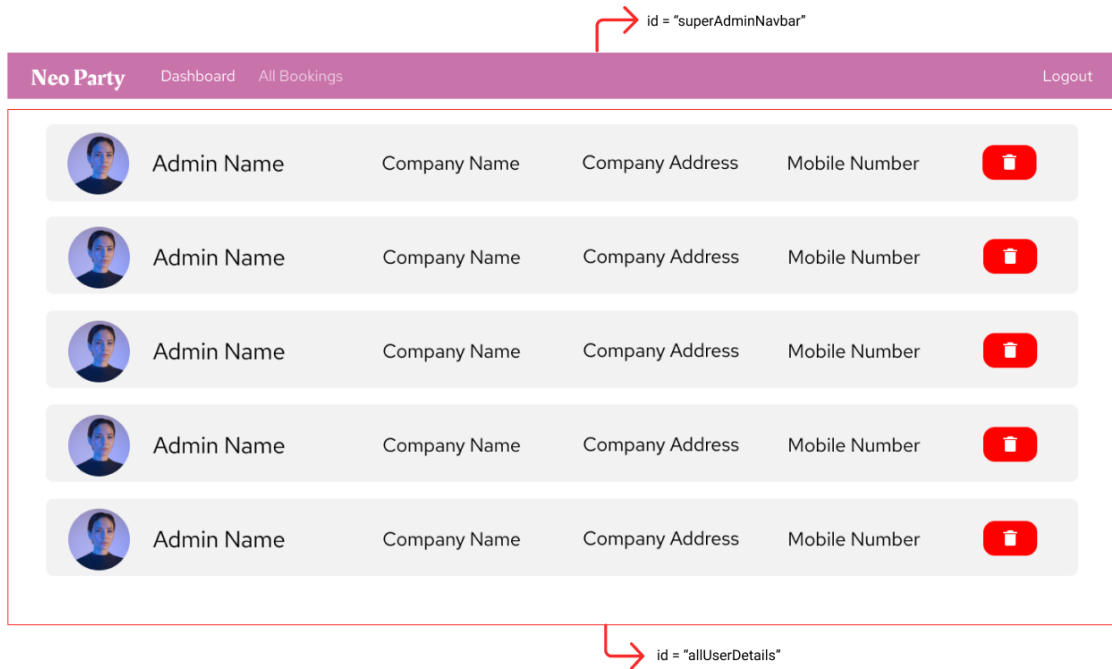 id = “superAdminNavbar”
Neo Party Dashboard All Bookings Logout
Admin Name Company Name Company Address Mobile Number
Admin Name Company Name Company Address Mobile Number
Admin Name Company Name Company Address Mobile Number
Admin Name Company Name Company Address Mobile Number
Admin Name Company Name Company Address Mobile Number
id = “allUserDetails”